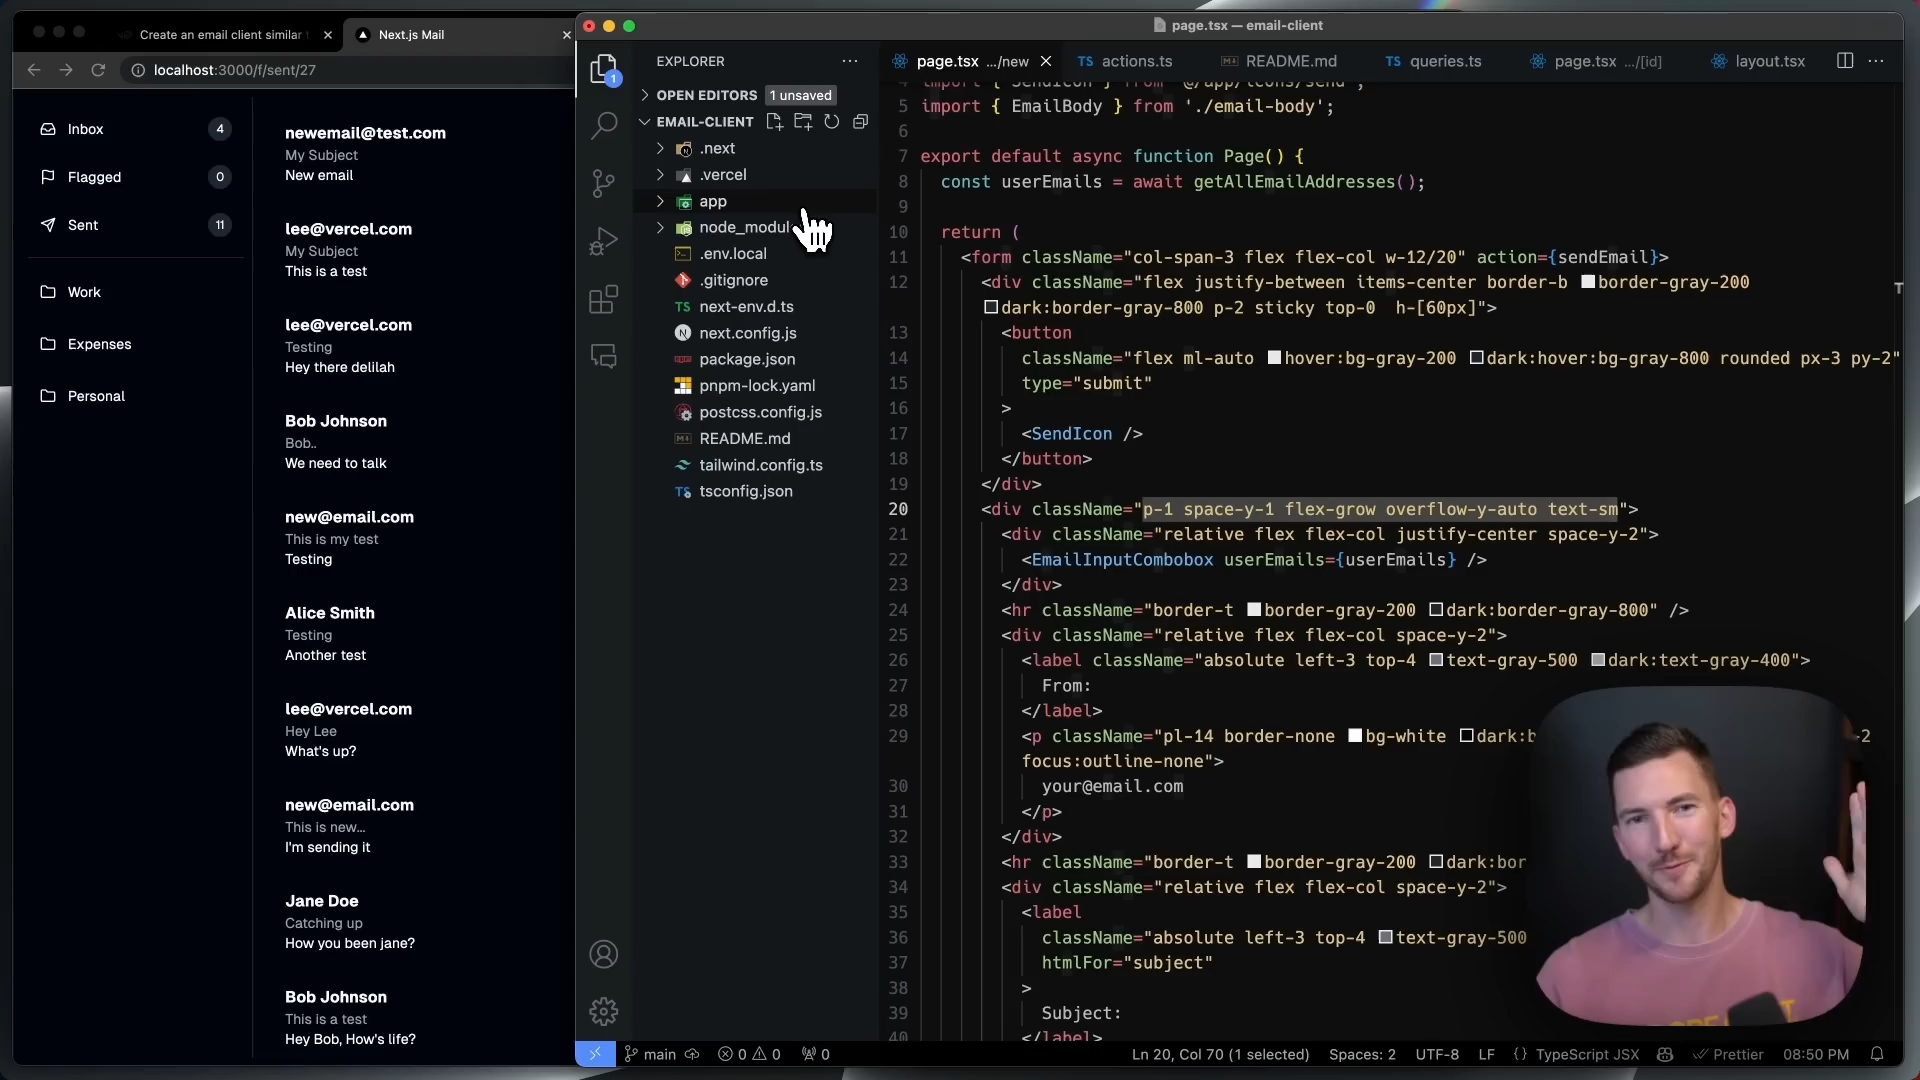 Create an email client similar
Next.js Mail
localhost:3000/f/sent/27
Inbox 4
Flagged 0
Sent 11
Work
Expenses
Personal
newemail@test.com
My Subject
New email
lee@vercel.com
My Subject
This is a test
lee@vercel.com
Testing
Hey there delilah
Bob Johnson
Bob..
We need to talk
new@email.com
This is my test
Testing
Alice Smith
Testing
Another test
lee@vercel.com
Hey Lee
What's up?
new@email.com
This is new...
I'm sending it
Jane Doe
Catching up
How you been jane?
Bob Johnson
This is a test
Hey Bob, How's life?
page.tsx — email-client
1
EXPLORER
OPEN EDITORS 1 unsaved
EMAIL-CLIENT
.next
.vercel
app
node_modul
.env.local
.gitignore
next-env.d.ts
next.config.js
package.json
pnpm-lock.yaml
postcss.config.js
README.md
tailwind.config.ts
tsconfig.json
page.tsx .../new
actions.ts
README.md
queries.ts
page.tsx .../[id]
layout.tsx
4 import { SendIcon } from '@/app/icons/send';
5 import { EmailBody } from './email-body';
6
7 export default async function Page() {
8 const userEmails = await getAllEmailAddresses();
9
10 return (
11 <form className="col-span-3 flex flex-col w-12/20" action={sendEmail}>
12 <div className="flex justify-between items-center border-b border-gray-200
dark:border-gray-800 p-2 sticky top-0 h-[60px]">
13 <button
14 className="flex ml-auto hover:bg-gray-200 dark:hover:bg-gray-800 rounded px-3 py-2"
15 type="submit"
16 >
17 <SendIcon />
18 </button>
19 </div>
20 <div className="p-1 space-y-1 flex-grow overflow-y-auto text-sm">
21 <div className="relative flex flex-col justify-center space-y-2">
22 <EmailInputCombobox userEmails={userEmails} />
23 </div>
24 <hr className="border-t border-gray-200 dark:border-gray-800" />
25 <div className="relative flex flex-col space-y-2">
26 <label className="absolute left-3 top-4 text-gray-500 dark:text-gray-400">
27 From:
28 </label>
29 <p className="pl-14 border-none bg-white dark:b -2
focus:outline-none">
30 your@email.com
31 </p>
32 </div>
33 <hr className="border-t border-gray-200 dark:bor
34 <div className="relative flex flex-col space-y-2">
35 <label
36 className="absolute left-3 top-4 text-gray-500
37 htmlFor="subject"
38 >
39 Subject:
40 </label>
main
0 0
0
Ln 20, Col 70 (1 selected)
Spaces: 2
UTF-8
LF
{} TypeScript JSX
Prettier
08:50 PM